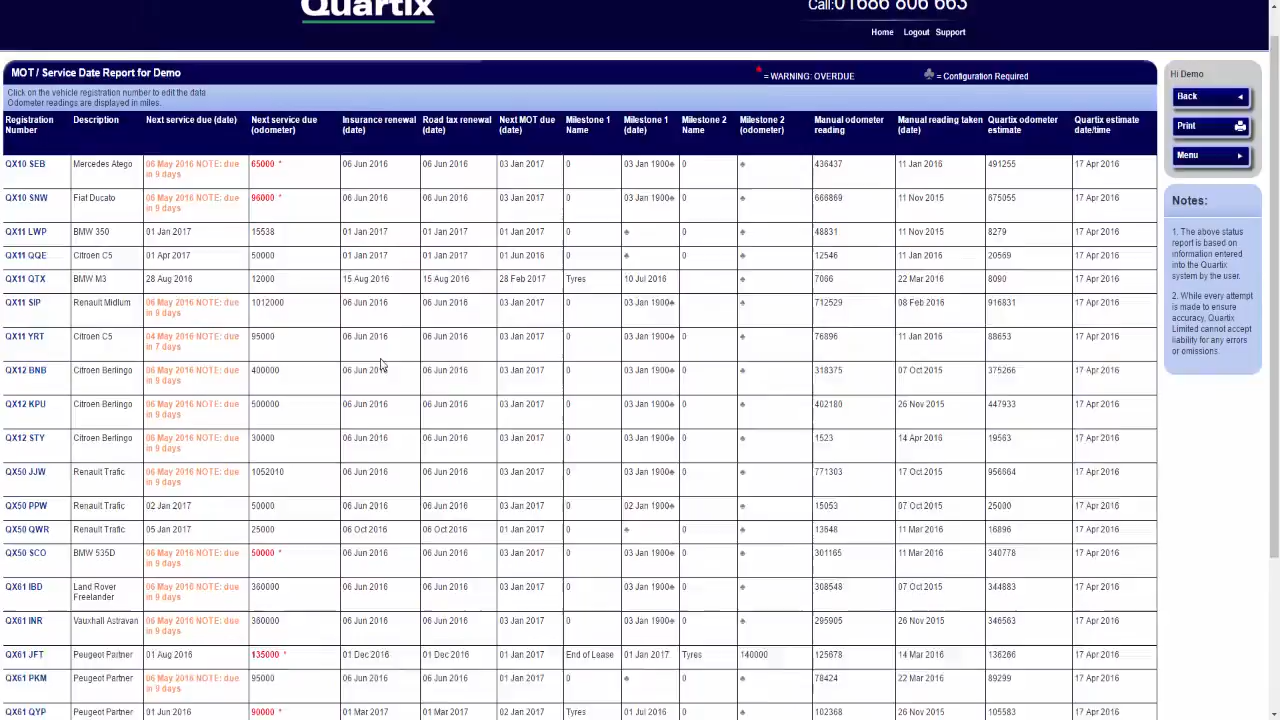 Quartix
Call:01686 806 663
Home Logout Support
MOT / Service Date Report for Demo
* = WARNING: OVERDUE
♣ = Configuration Required
Click on the vehicle registration number to edit the data
Odometer readings are displayed in miles.
Registration Number Description Next service due (date) Next service due (odometer) Insurance renewal (date) Road tax renewal (date) Next MOT due (date) Milestone 1 Name Milestone 1 (date) Milestone 2 Name Milestone 2 (odometer) Manual odometer reading Manual reading taken (date) Quartix odometer estimate Quartix estimate date/time
QX10 SEB Mercedes Atego 06 May 2016 NOTE: due in 9 days 65000 * 06 Jun 2016 06 Jun 2016 03 Jan 2017 0 03 Jan 1900♣ 0 ♣ 436437 11 Jan 2016 491255 17 Apr 2016
QX10 SNW Fiat Ducato 06 May 2016 NOTE: due in 9 days 96000 * 06 Jun 2016 06 Jun 2016 03 Jan 2017 0 03 Jan 1900♣ 0 ♣ 666869 11 Nov 2015 675055 17 Apr 2016
QX11 LWP BMW 350 01 Jan 2017 15538 01 Jan 2017 01 Jan 2017 01 Jan 2017 0 ♣ 0 ♣ 48831 11 Nov 2015 8279 17 Apr 2016
QX11 QQE Citroen C5 01 Apr 2017 50000 01 Jan 2017 01 Jan 2017 01 Jan 2017 0 ♣ 0 ♣ 12546 11 Jan 2016 20569 17 Apr 2016
QX11 QTX BMW M3 28 Aug 2016 12000 15 Aug 2016 15 Aug 2016 28 Feb 2017 Tyres 10 Jul 2016 0 ♣ 7066 22 Mar 2016 8090 17 Apr 2016
QX11 SIP Renault Midlum 06 May 2016 NOTE: due in 9 days 1012000 06 Jun 2016 06 Jun 2016 03 Jan 2017 0 03 Jan 1900♣ 0 ♣ 712529 08 Feb 2016 916831 17 Apr 2016
QX11 YRT Citroen C5 04 May 2016 NOTE: due in 7 days 95000 06 Jun 2016 06 Jun 2016 03 Jan 2017 0 03 Jan 1900♣ 0 ♣ 76896 11 Jan 2016 88653 17 Apr 2016
QX12 BNB Citroen Berlingo 06 May 2016 NOTE: due in 9 days 400000 06 Jun 2016 06 Jun 2016 03 Jan 2017 0 03 Jan 1900♣ 0 ♣ 318375 07 Oct 2015 375266 17 Apr 2016
QX12 KPU Citroen Berlingo 06 May 2016 NOTE: due in 9 days 500000 06 Jun 2016 06 Jun 2016 03 Jan 2017 0 03 Jan 1900♣ 0 ♣ 402180 26 Nov 2015 447933 17 Apr 2016
QX12 STY Citroen Berlingo 06 May 2016 NOTE: due in 9 days 30000 06 Jun 2016 06 Jun 2016 03 Jan 2017 0 03 Jan 1900♣ 0 ♣ 1523 14 Apr 2016 19563 17 Apr 2016
QX50 JJW Renault Trafic 06 May 2016 NOTE: due in 9 days 1052010 06 Jun 2016 06 Jun 2016 03 Jan 2017 0 03 Jan 1900♣ 0 ♣ 771303 17 Oct 2015 956664 17 Apr 2016
QX50 PPW Renault Trafic 02 Jan 2017 50000 06 Jun 2016 06 Jun 2016 03 Jan 2017 0 02 Jan 1900♣ 0 ♣ 15053 07 Oct 2015 25000 17 Apr 2016
QX50 QWR Renault Trafic 05 Jan 2017 25000 06 Oct 2016 06 Oct 2016 01 Jan 2017 0 ♣ 0 ♣ 13648 11 Mar 2016 16896 17 Apr 2016
QX50 SCO BMW 535D 06 May 2016 NOTE: due in 9 days 50000 * 06 Jun 2016 06 Jun 2016 03 Jan 2017 0 03 Jan 1900♣ 0 ♣ 301165 11 Mar 2016 340778 17 Apr 2016
QX61 IBD Land Rover Freelander 06 May 2016 NOTE: due in 9 days 360000 06 Jun 2016 06 Jun 2016 03 Jan 2017 0 03 Jan 1900♣ 0 ♣ 308548 07 Oct 2015 344883 17 Apr 2016
QX61 INR Vauxhall Astravan 06 May 2016 NOTE: due in 9 days 360000 06 Jun 2016 06 Jun 2016 03 Jan 2017 0 03 Jan 1900♣ 0 ♣ 295905 26 Nov 2015 346563 17 Apr 2016
QX61 JFT Peugeot Partner 01 Aug 2016 135000 * 01 Dec 2016 01 Dec 2016 01 Jan 2017 End of Lease 01 Jan 2017 Tyres 140000 125678 14 Mar 2016 136266 17 Apr 2016
QX61 PKM Peugeot Partner 06 May 2016 NOTE: due in 9 days 95000 06 Jun 2016 06 Jun 2016 01 Jan 2017 0 ♣ 0 ♣ 78424 22 Mar 2016 89299 17 Apr 2016
QX61 QYP Peugeot Partner 01 Jun 2016 90000 * 01 Mar 2017 01 Mar 2017 02 Jan 2017 Tyres 01 Jul 2016 0 ♣ 102368 26 Nov 2015 105583 17 Apr 2016
Hi Demo
Back
Print
Menu
Notes:
1. The above status
report is based on
information entered
into the Quartix
system by the user.
2. While every attempt
is made to ensure
accuracy, Quartix
Limited cannot accept
liability for any errors
or omissions.